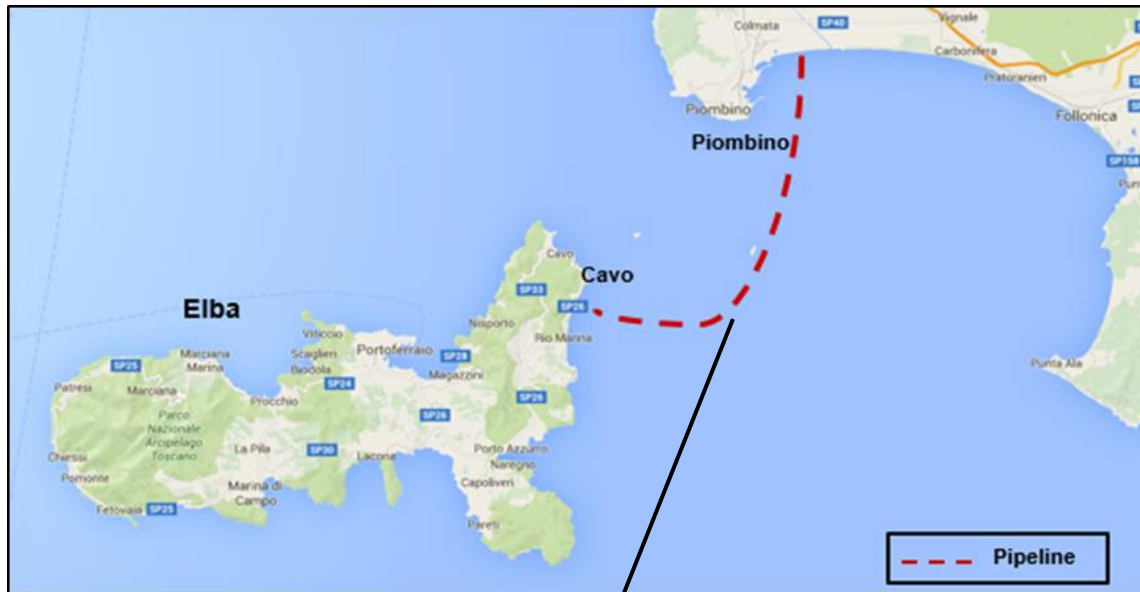 SP40
Vignale
Colmata
Carbonifera
Pratoranieri
Piombino
Follonica
Piombino
SP158
Cavo
Cavo
SP33
SP26
Elba
Nisporto
Viticcio
Rio Marina
Scaglieri
Biodola
Portoferraio
Marciana
Marina
SP28
Magazzini
Punta Ala
SP25
Patresi
Marciana
SP24
Procchio
SP26
SP26
Parco
Nazionale
Arcipelago
Toscano
La Pila
SP30
Lacona
Porto Azzurro
Naregno
Chiessi
Pomonte
Capoliveri
Marina di
Campo
Fetovaia
SP25
Pareti
Pipeline